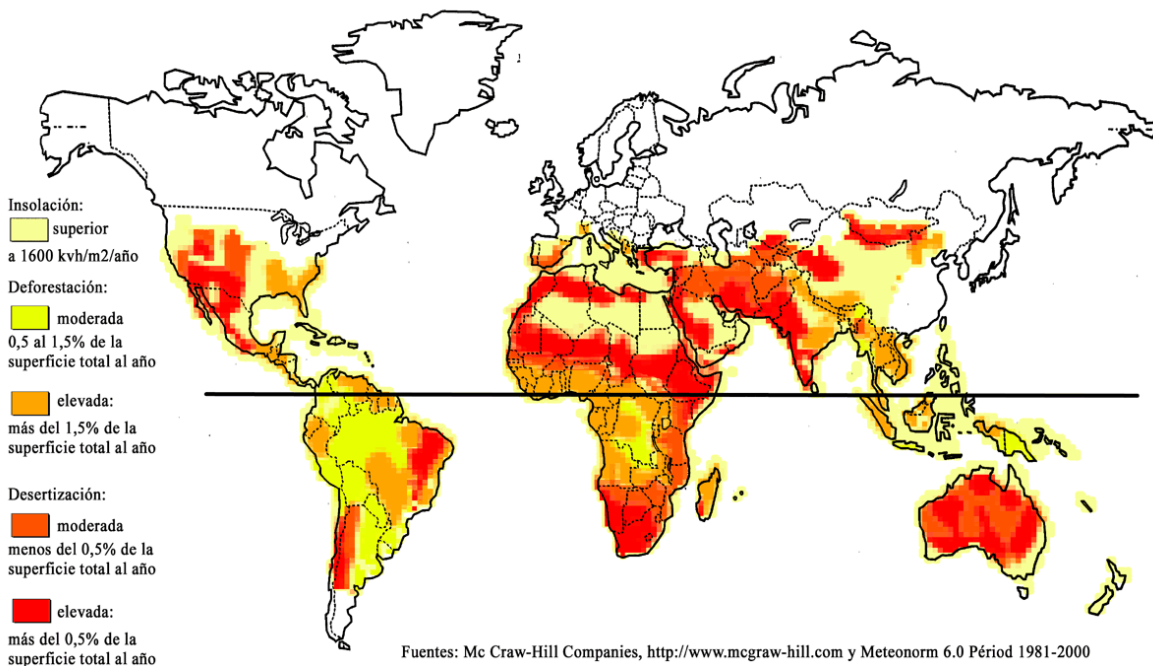 Insolación:
superior
a 1600 kvh/m2/año
Deforestación:
moderada
0,5 al 1,5% de la
superficie total al año
elevada:
más del 1,5% de la
superficie total al año
Desertización:
moderada
menos del 0,5% de la
superficie total al año
elevada:
más del 0,5% de la
superficie total al año
Fuentes: Mc Craw-Hill Companies, http://www.mcgraw-hill.com y Meteonorm 6.0 Périod 1981-2000